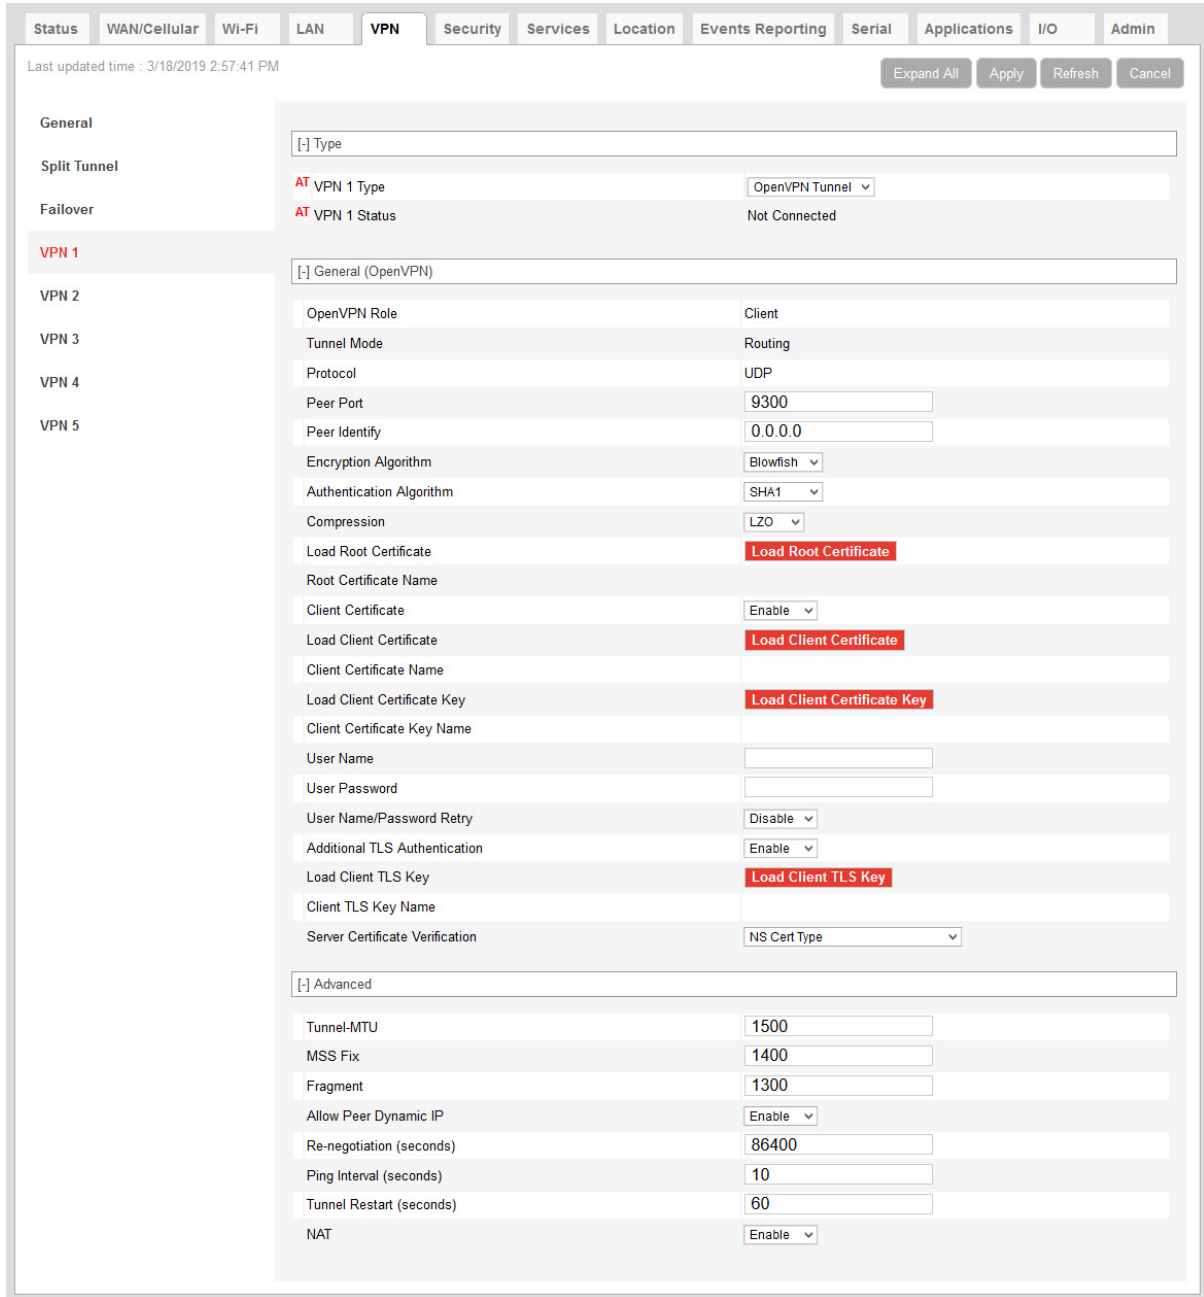 Status WAN/Cellular Wi-Fi LAN VPN Security Services Location Events Reporting Serial Applications I/O Admin
Last updated time : 3/18/2019 2:57:41 PM
Expand All Apply Refresh Cancel
General
Split Tunnel
Failover
VPN 1
VPN 2
VPN 3
VPN 4
VPN 5
[-] Type
AT VPN 1 Type OpenVPN Tunnel
AT VPN 1 Status Not Connected
[-] General (OpenVPN)
OpenVPN Role Client
Tunnel Mode Routing
Protocol UDP
Peer Port 9300
Peer Identify 0.0.0.0
Encryption Algorithm Blowfish
Authentication Algorithm SHA1
Compression LZO
Load Root Certificate Load Root Certificate
Root Certificate Name
Client Certificate Enable
Load Client Certificate Load Client Certificate
Client Certificate Name
Load Client Certificate Key Load Client Certificate Key
Client Certificate Key Name
User Name
User Password
User Name/Password Retry Disable
Additional TLS Authentication Enable
Load Client TLS Key Load Client TLS Key
Client TLS Key Name
Server Certificate Verification NS Cert Type
[-] Advanced
Tunnel-MTU 1500
MSS Fix 1400
Fragment 1300
Allow Peer Dynamic IP Enable
Re-negotiation (seconds) 86400
Ping Interval (seconds) 10
Tunnel Restart (seconds) 60
NAT Enable